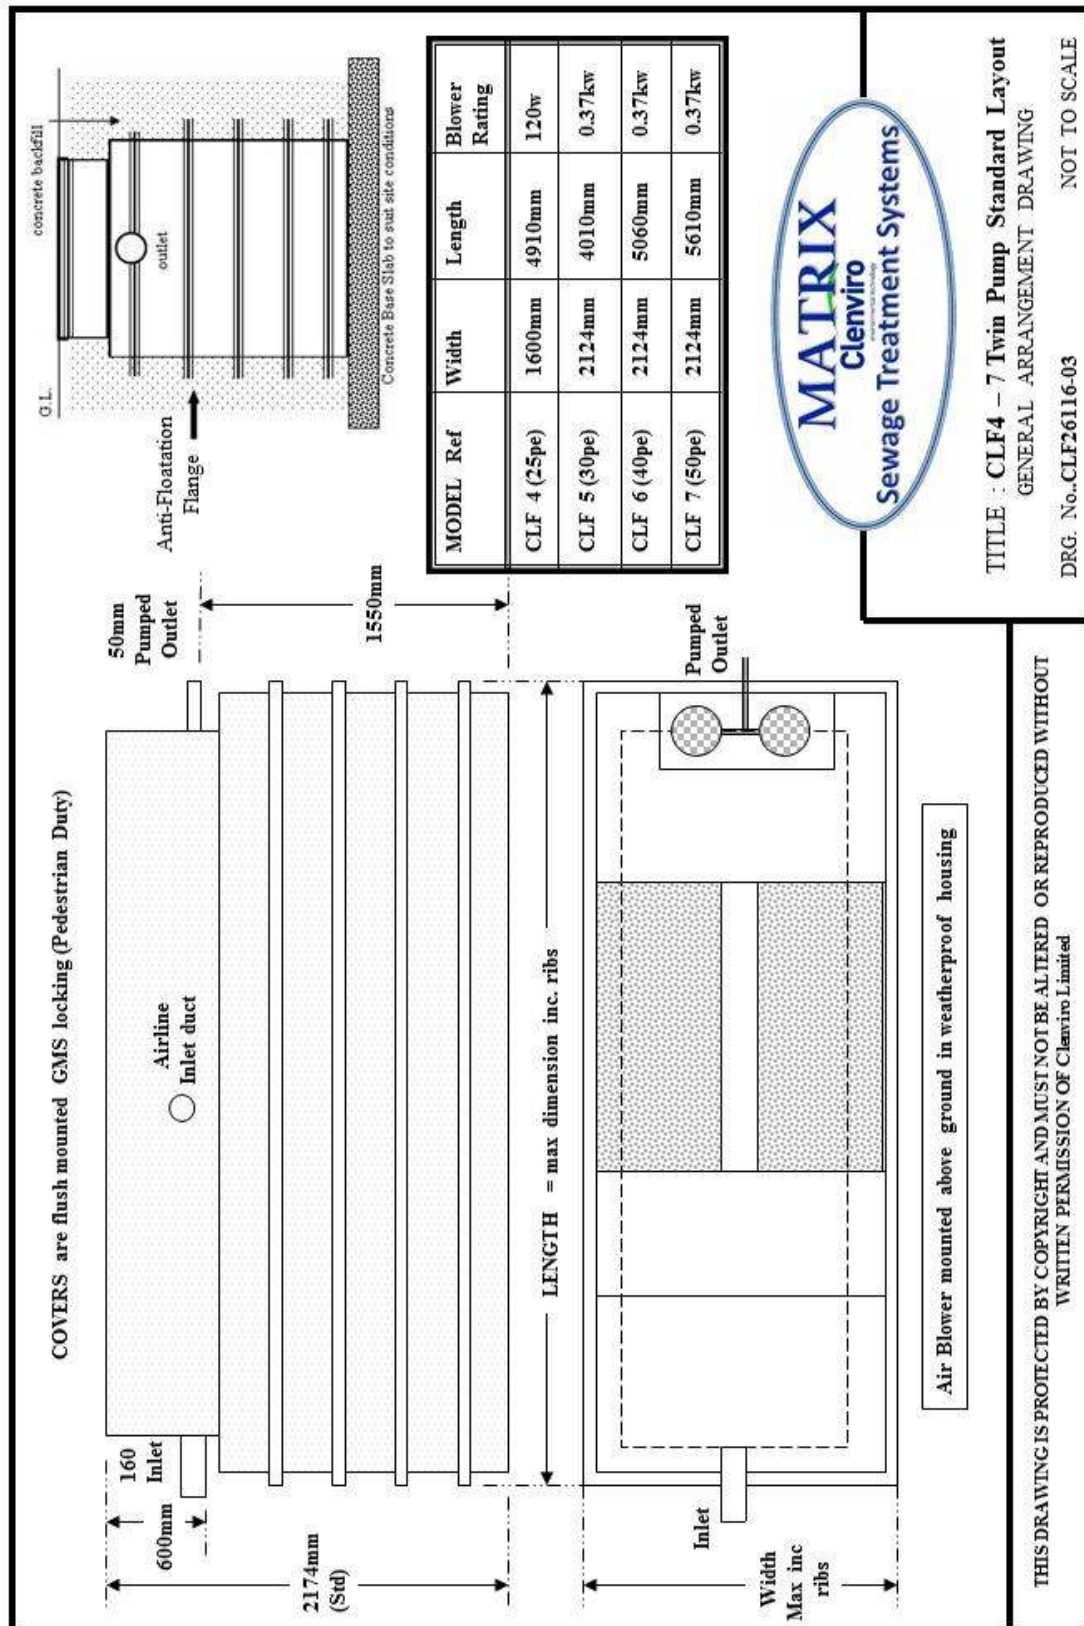 COVERS are flush mounted GMS locking (Pedestrian Duty)
160
Inlet
600mm
2174mm
(Std)
Airline
Inlet duct
50mm
Pumped
Outlet
1550mm
LENGTH = max dimension inc. ribs
Inlet
Width
Max inc
ribs
Pumped
Outlet
Air Blower mounted above ground in weatherproof housing
G.L.
concrete backfill
Anti-Floatation
Flange
outlet
Concrete Base Slab to suit site conditions
MODEL Ref Width Length Blower Rating
CLF 4 (25pe) 1600mm 4910mm 120w
CLF 5 (30pe) 2124mm 4010mm 0.37kw
CLF 6 (40pe) 2124mm 5060mm 0.37kw
CLF 7 (50pe) 2124mm 5610mm 0.37kw
MATRIX
Clenviro
Sewage Treatment Systems
TITLE : CLF4 – 7 Twin Pump Standard Layout
GENERAL ARRANGEMENT DRAWING
DRG. No..CLF26116-03 NOT TO SCALE
THIS DRAWING IS PROTECTED BY COPYRIGHT AND MUST NOT BE ALTERED OR REPRODUCED WITHOUT
WRITTEN PERMISSION OF Clenviro Limited